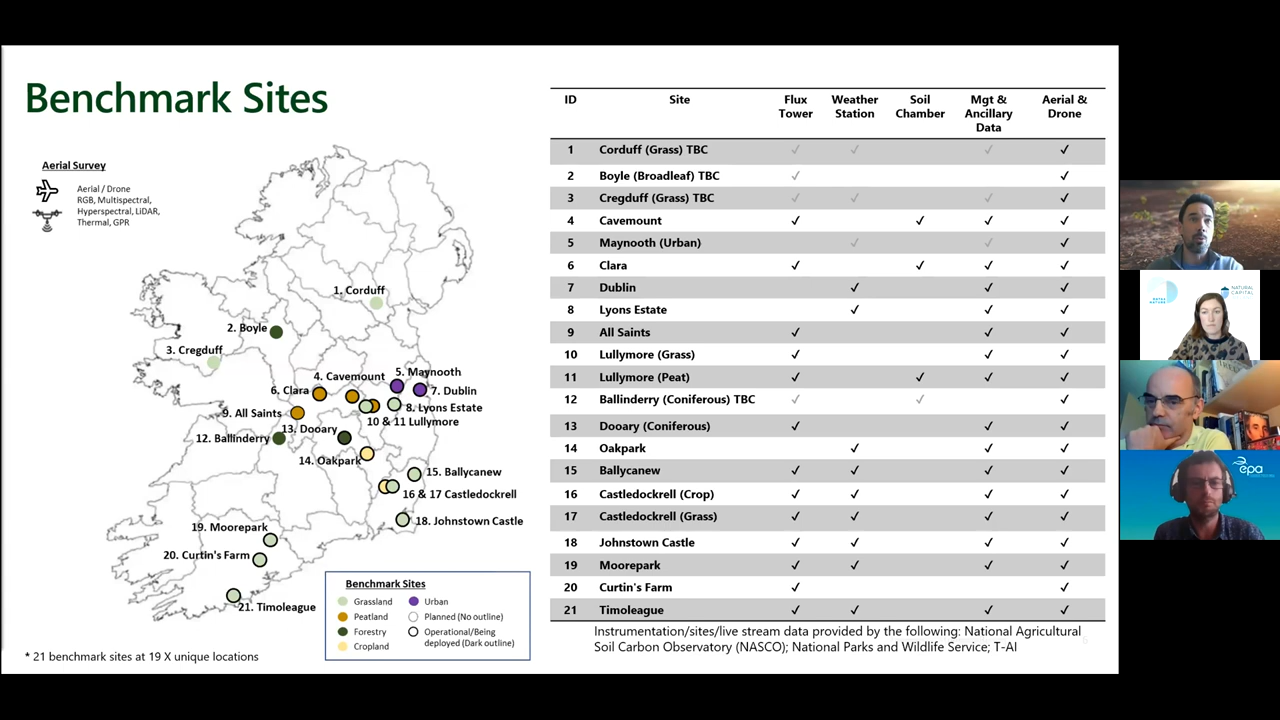 Benchmark Sites
Aerial Survey
Aerial / Drone
RGB, Multispectral,
Hyperspectral, LiDAR,
Thermal, GPR
1. Corduff
2. Boyle
3. Cregduff
4. Cavemount
5. Maynooth
6. Clara
7. Dublin
8. Lyons Estate
9. All Saints
10 & 11 Lullymore
13. Dooary
12. Ballinderry
14. Oakpark
15. Ballycanew
16 & 17 Castledockrell
18. Johnstown Castle
19. Moorepark
20. Curtin's Farm
21. Timoleague
Benchmark Sites
Grassland
Urban
Peatland
Planned (No outline)
Forestry
Operational/Being
deployed (Dark outline)
Cropland
* 21 benchmark sites at 19 X unique locations
ID Site Flux Tower Weather Station Soil Chamber Mgt & Ancillary Data Aerial & Drone
1 Corduff (Grass) TBC ✓ ✓ ✓ ✓
2 Boyle (Broadleaf) TBC ✓ ✓
3 Cregduff (Grass) TBC ✓ ✓ ✓ ✓
4 Cavemount ✓ ✓ ✓ ✓
5 Maynooth (Urban) ✓ ✓ ✓
6 Clara ✓ ✓ ✓ ✓
7 Dublin ✓ ✓ ✓
8 Lyons Estate ✓ ✓ ✓
9 All Saints ✓ ✓ ✓
10 Lullymore (Grass) ✓ ✓ ✓
11 Lullymore (Peat) ✓ ✓ ✓ ✓
12 Ballinderry (Coniferous) TBC ✓ ✓ ✓
13 Dooary (Coniferous) ✓ ✓ ✓
14 Oakpark ✓ ✓ ✓
15 Ballycanew ✓ ✓ ✓ ✓
16 Castledockrell (Crop) ✓ ✓ ✓ ✓
17 Castledockrell (Grass) ✓ ✓ ✓ ✓
18 Johnstown Castle ✓ ✓ ✓ ✓
19 Moorepark ✓ ✓ ✓ ✓
20 Curtin's Farm ✓ ✓
21 Timoleague ✓ ✓ ✓ ✓
Instrumentation/sites/live stream data provided by the following: National Agricultural
Soil Carbon Observatory (NASCO); National Parks and Wildlife Service; T-AI
NATURAL
CAPITAL
epa